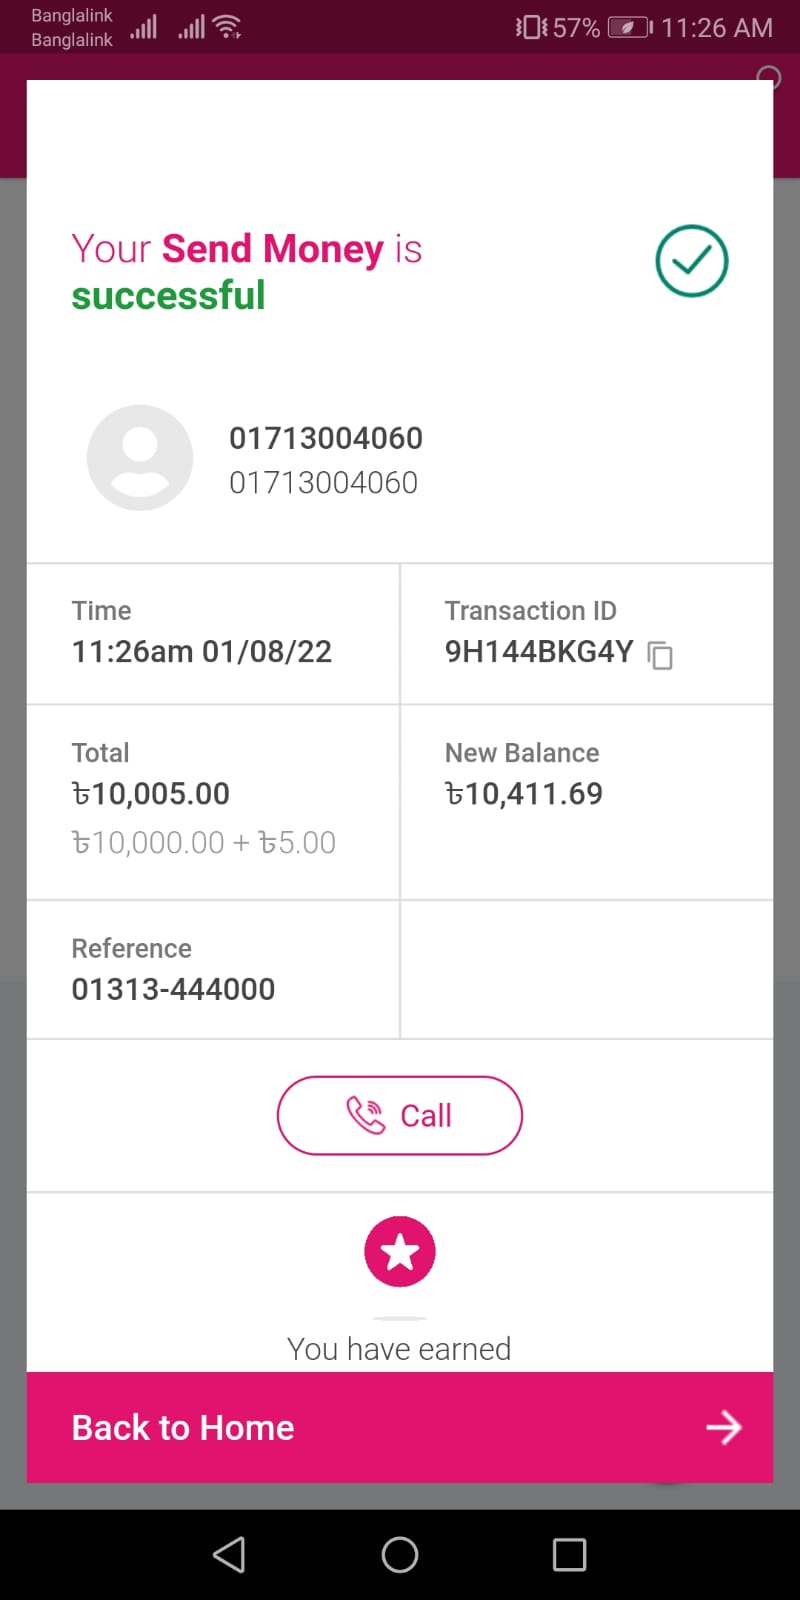 Banglalink
Banglalink
57% 11:26 AM
Your Send Money is
successful
01713004060
01713004060
Time
11:26am 01/08/22
Transaction ID
9H144BKG4Y
Total
৳10,005.00
৳10,000.00 + ৳5.00
New Balance
৳10,411.69
Reference
01313-444000
Call
You have earned
Back to Home